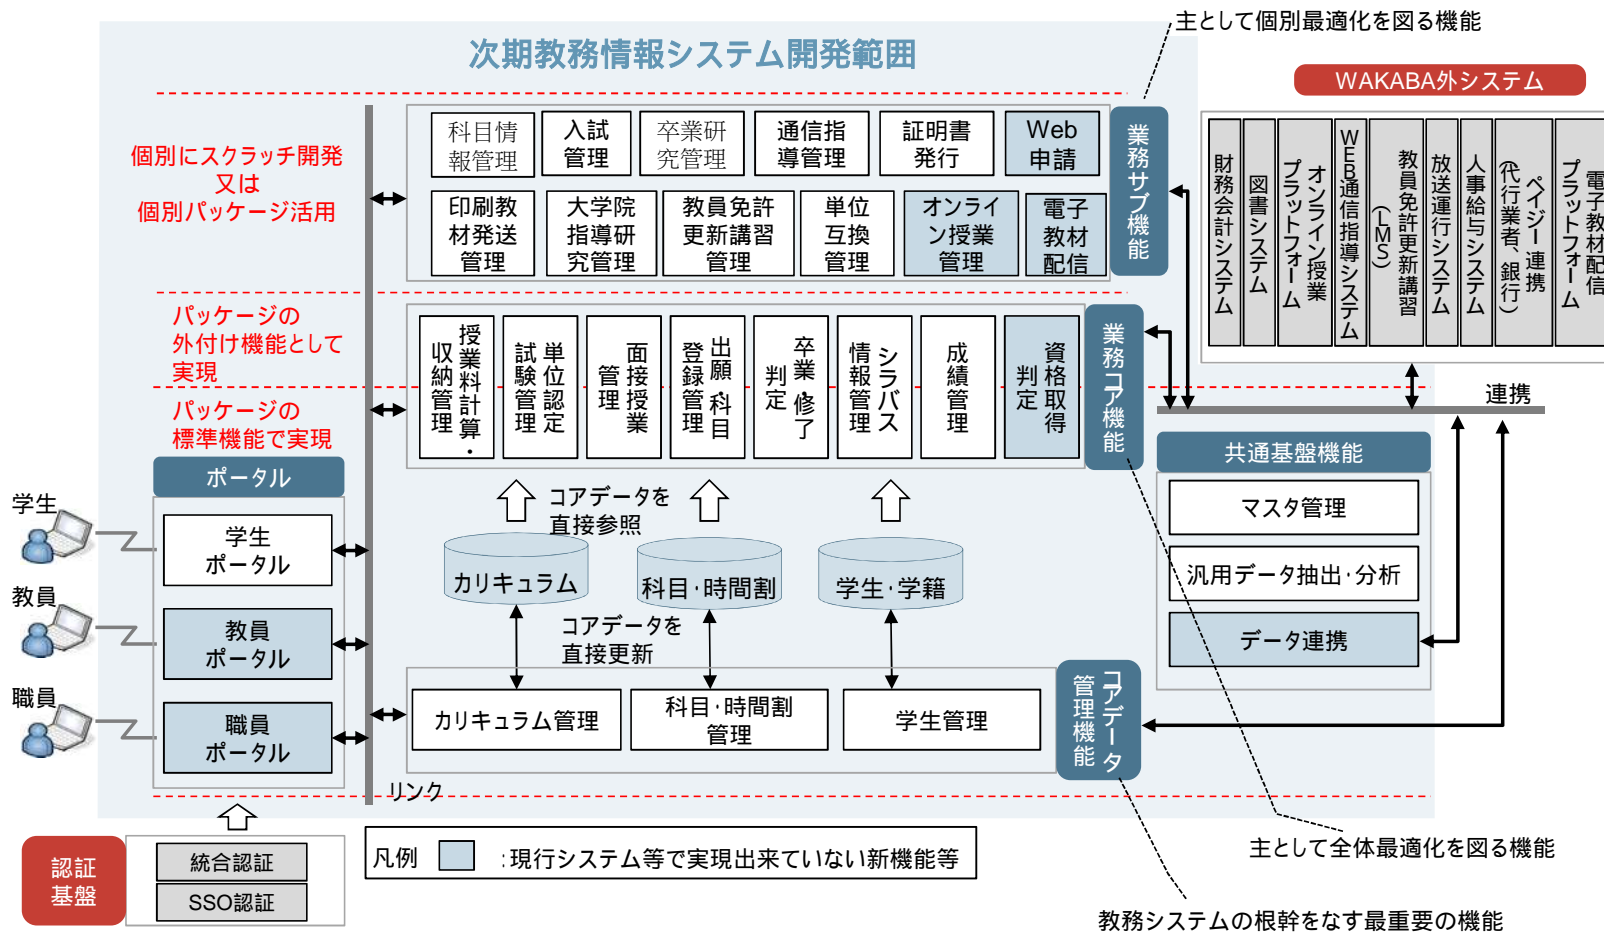 主として個別最適化を図る機能
次期教務情報システム開発範囲
WAKABA外システム
個別にスクラッチ開発
又は
個別パッケージ活用
科目情
報管理
入試
管理
卒業研
究管理
通信指
導管理
証明書
発行
Web
申請
印刷教
材発送
管理
大学院
指導研
究管理
教員免許
更新講習
管理
単位
互換
管理
オンライ
ン授業
管理
電子
教材
配信
業務サブ機能
財務会計システム
図書システム
オンライン授業
プラットフォーム
WEB通信指導システム
教員免許更新講習
(LMS)
放送運行システム
人事給与システム
ペイジー連携
(代行業者、銀行)
電子教材配信
プラットフォーム
パッケージの
外付け機能として
実現
パッケージの
標準機能で実現
授業料計算・
収納管理
単位認定
試験管理
面接授業
管理
出願・科目
登録管理
卒業・修了
判定
シラバス
情報管理
成績
管理
資格取得
判定
業務コア機能
連携
ポータル
学生
学生
ポータル
教員
教員
ポータル
職員
職員
ポータル
コアデータを
直接参照
カリキュラム
科目・時間割
学生・学籍
コアデータを
直接更新
カリキュラム管理
科目・時間割
管理
学生管理
コアデータ
管理機能
共通基盤機能
マスタ管理
汎用データ抽出・分析
データ連携
リンク
認証
基盤
統合認証
SSO認証
凡例
:現行システム等で実現出来ていない新機能等
主として全体最適化を図る機能
教務システムの根幹をなす最重要の機能